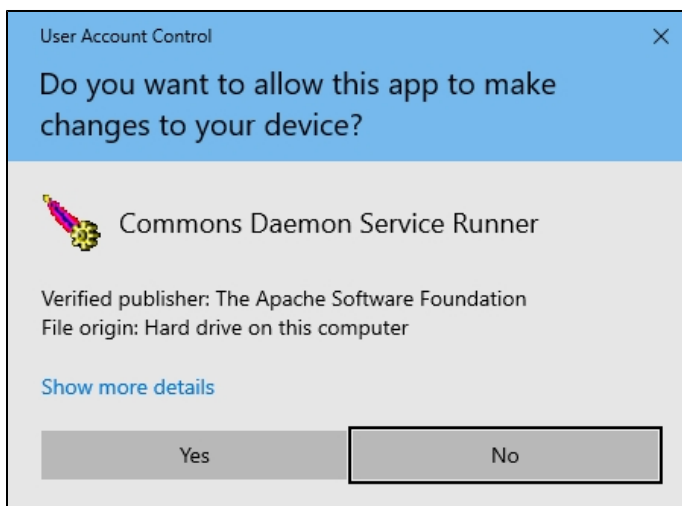 User Account Control
Do you want to allow this app to make
changes to your device?
Commons Daemon Service Runner
Verified publisher: The Apache Software Foundation
File origin: Hard drive on this computer
Show more details
Yes
No